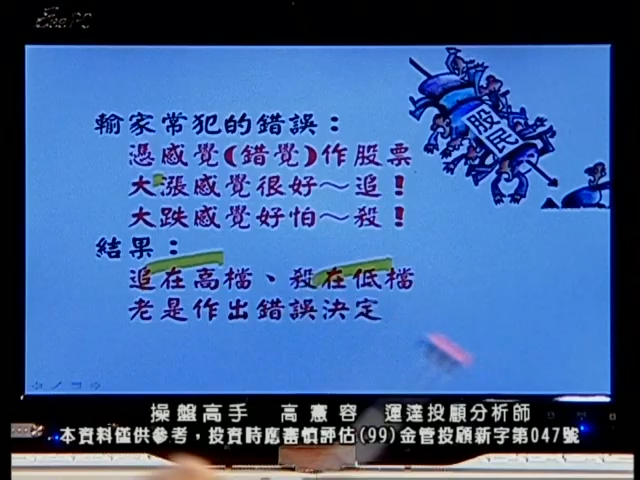 Eee PC
輸家常犯的錯誤：
憑感覺(錯覺)作股票
大漲感覺很好～追！
大跌感覺好怕～殺！
結果：
追在高檔、殺在低檔
老是作出錯誤決定
股民
操盤高手 高憲容 運達投顧分析師
本資料僅供參考，投資時應審慎評估(99)金管投顧新字第047號